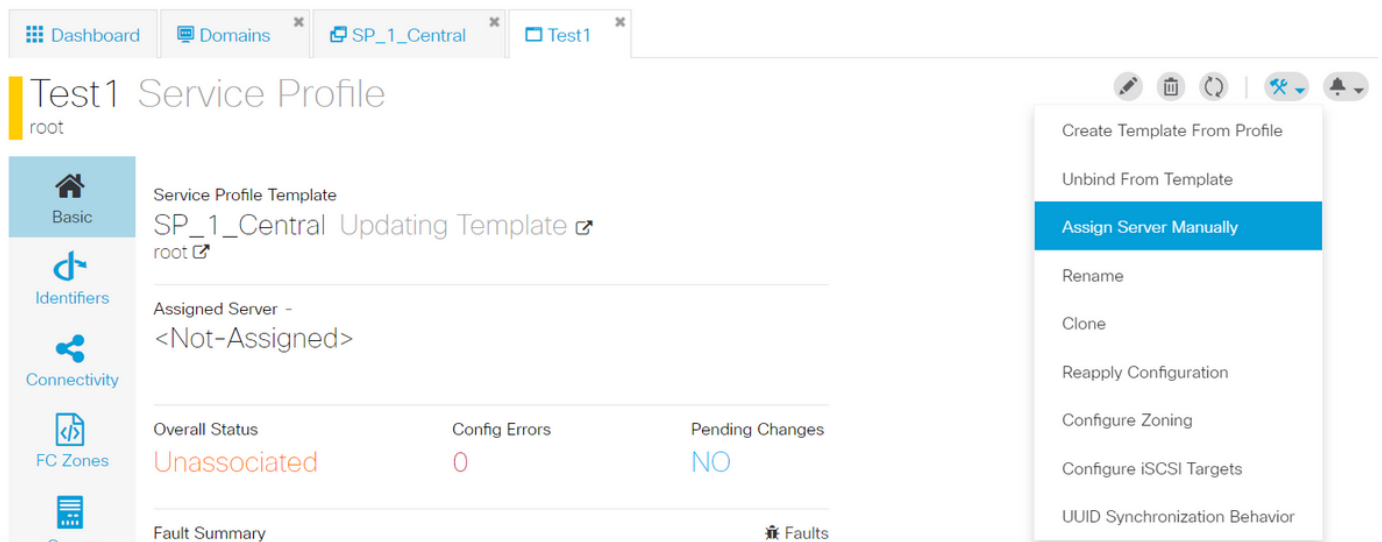 Dashboard
Domains
SP_1_Central
Test1
Test1 Service Profile
root
Basic
Identifiers
Connectivity
FC Zones
Service Profile Template
SP_1_Central Updating Template
root
Assigned Server -
<Not-Assigned>
Overall Status
Config Errors
Pending Changes
Unassociated
0
NO
Fault Summary
Faults
Create Template From Profile
Unbind From Template
Assign Server Manually
Rename
Clone
Reapply Configuration
Configure Zoning
Configure iSCSI Targets
UUID Synchronization Behavior